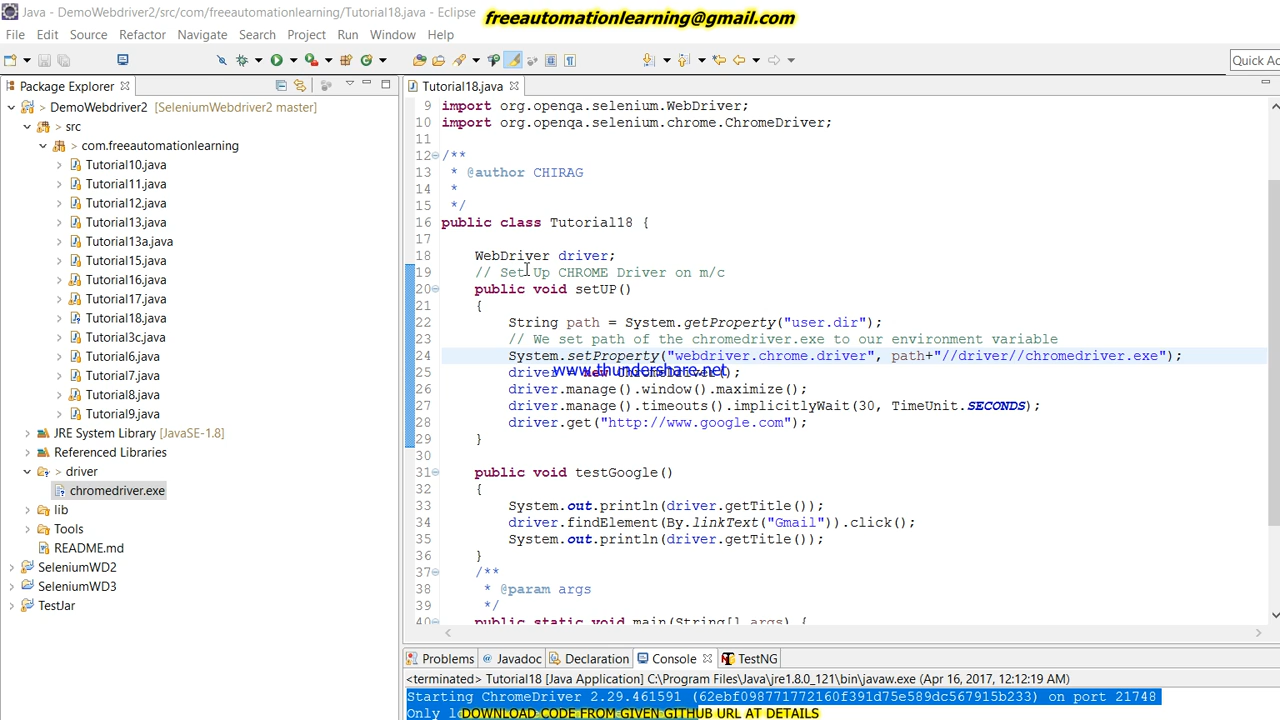 Java - DemoWebdriver2/src/com/freeautomationlearning/Tutorial18.java - Eclipse
freeautomationlearning@gmail.com
File Edit Source Refactor Navigate Search Project Run Window Help
Quick Ac
Package Explorer
Tutorial18.java
DemoWebdriver2 [SeleniumWebdriver2 master]
src
com.freeautomationlearning
Tutorial10.java
Tutorial11.java
Tutorial12.java
Tutorial13.java
Tutorial13a.java
Tutorial15.java
Tutorial16.java
Tutorial17.java
Tutorial18.java
Tutorial3c.java
Tutorial6.java
Tutorial7.java
Tutorial8.java
Tutorial9.java
JRE System Library [JavaSE-1.8]
Referenced Libraries
driver
chromedriver.exe
lib
Tools
README.md
SeleniumWD2
SeleniumWD3
TestJar
9 import org.openqa.selenium.WebDriver;
10 import org.openqa.selenium.chrome.ChromeDriver;
11
12 /**
13 * @author CHIRAG
14 *
15 */
16 public class Tutorial18 {
17
18 WebDriver driver;
19 // Set Up CHROME Driver on m/c
20 public void setUP()
21 {
22 String path = System.getProperty("user.dir");
23 // We set path of the chromedriver.exe to our environment variable
24 System.setProperty("webdriver.chrome.driver", path+"//driver//chromedriver.exe");
25 driver = new ChromeDriver();
www.thundershare.net
26 driver.manage().window().maximize();
27 driver.manage().timeouts().implicitlyWait(30, TimeUnit.SECONDS);
28 driver.get("http://www.google.com");
29 }
30
31 public void testGoogle()
32 {
33 System.out.println(driver.getTitle());
34 driver.findElement(By.linkText("Gmail")).click();
35 System.out.println(driver.getTitle());
36 }
37 /**
38 * @param args
39 */
40 public static void main(String[] args) {
Problems Javadoc Declaration Console TestNG
<terminated> Tutorial18 [Java Application] C:\Program Files\Java\jre1.8.0_121\bin\javaw.exe (Apr 16, 2017, 12:12:19 AM)
Starting ChromeDriver 2.29.461591 (62ebf098771772160f391d75e589dc567915b233) on port 21748
Only
DOWNLOAD CODE FROM GIVEN GITHUB URL AT DETAILS